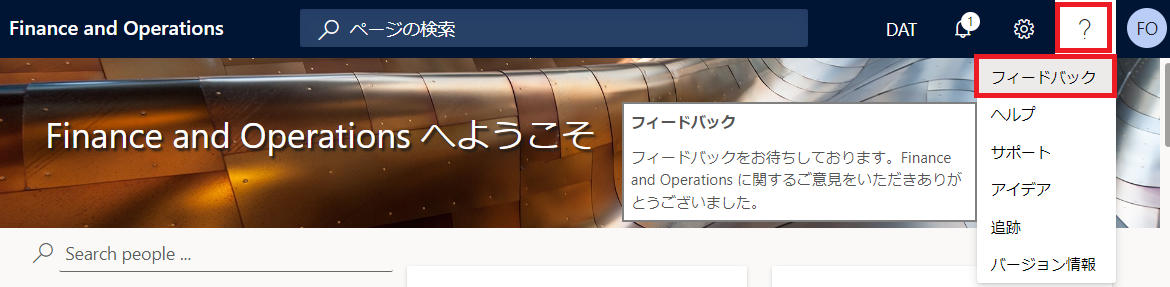 Finance and Operations
ページの検索
DAT
1
?
FO
フィードバック
ヘルプ
サポート
アイデア
追跡
バージョン情報
Finance and Operations へようこそ
フィードバック
フィードバックをお待ちしております。Finance
and Operations に関するご意見をいただきありが
とうございました。
Search people ...